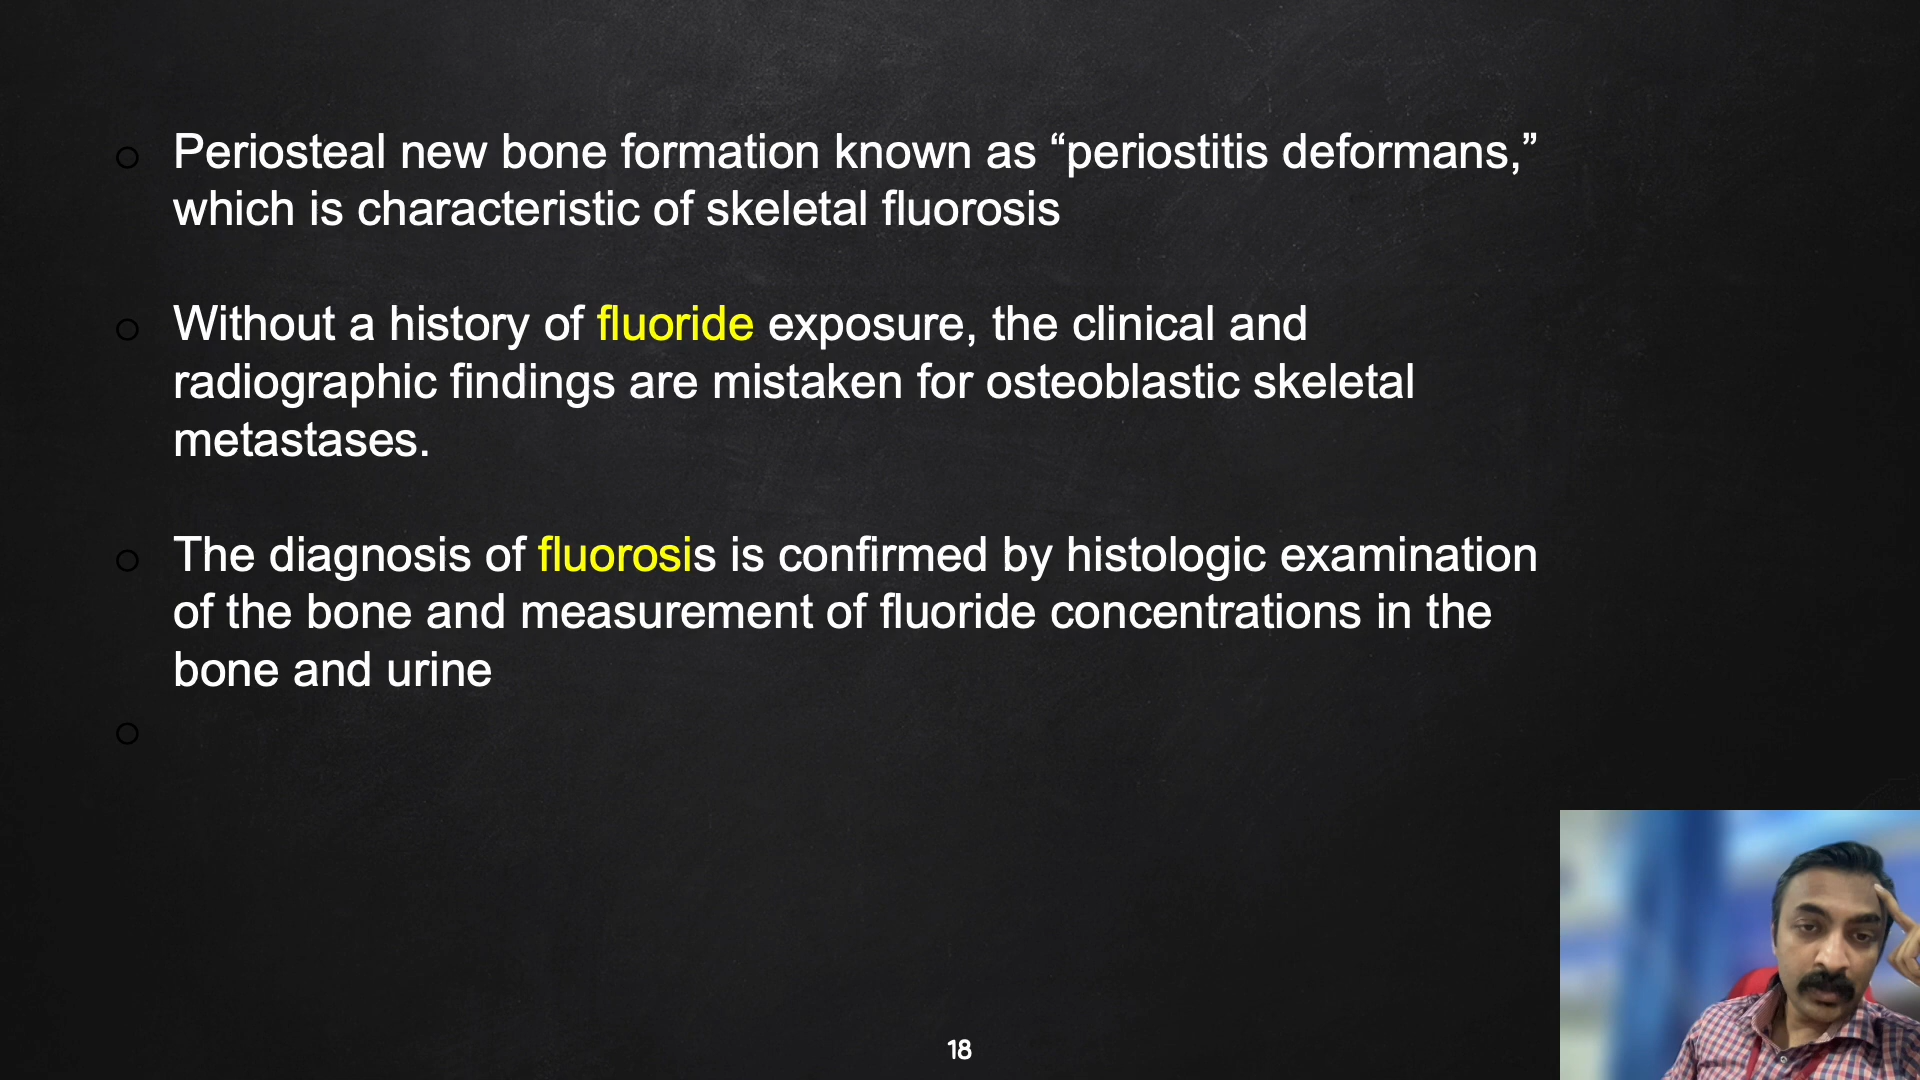 Periosteal new bone formation known as “periostitis deformans,”
which is characteristic of skeletal fluorosis
Without a history of fluoride exposure, the clinical and
radiographic findings are mistaken for osteoblastic skeletal
metastases.
The diagnosis of fluorosis is confirmed by histologic examination
of the bone and measurement of fluoride concentrations in the
bone and urine
18